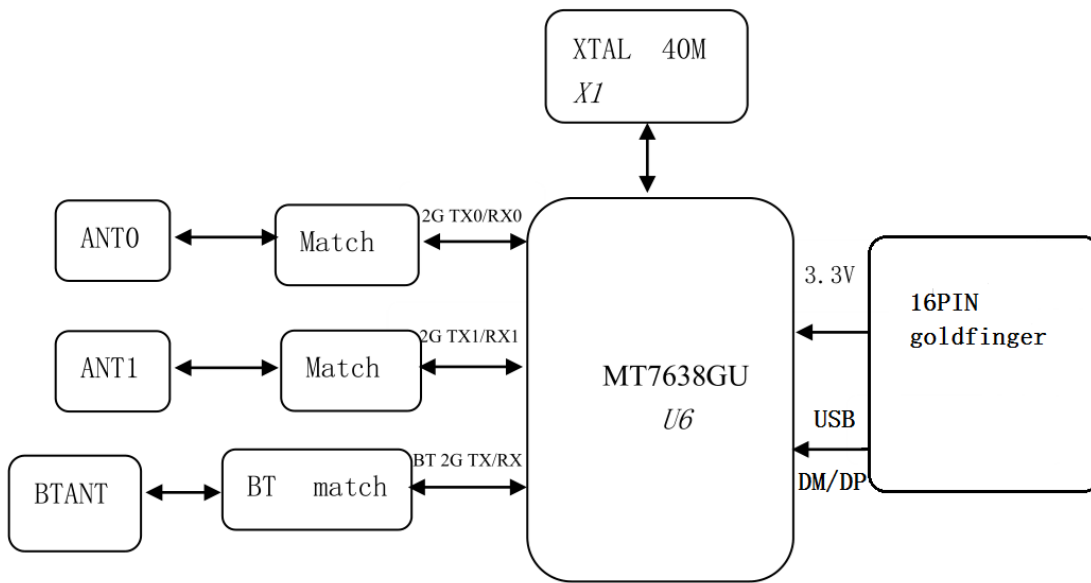 XTAL 40M
X1
2G TX0/RX0
ANT0
Match
3.3V
16PIN
goldfinger
2G TX1/RX1
ANT1
Match
MT7638GU
U6
USB
BT 2G TX/RX
BTANT
BT match
DM/DP